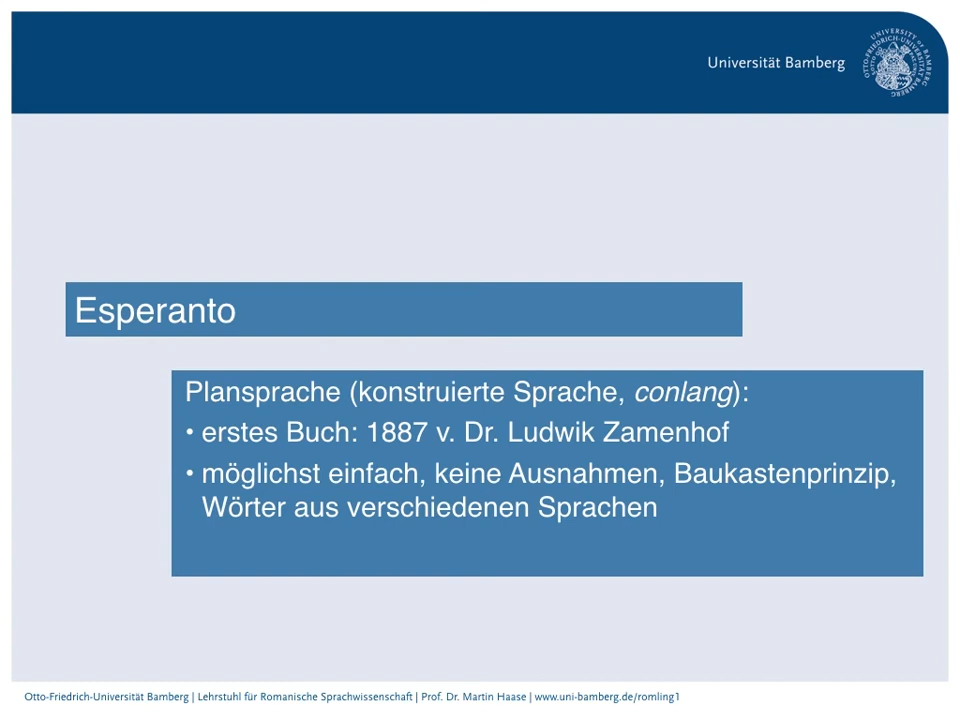 Universität Bamberg
Esperanto
Plansprache (konstruierte Sprache, conlang):
• erstes Buch: 1887 v. Dr. Ludwik Zamenhof
• möglichst einfach, keine Ausnahmen, Baukastenprinzip,
Wörter aus verschiedenen Sprachen
Otto-Friedrich-Universität Bamberg | Lehrstuhl für Romanische Sprachwissenschaft | Prof. Dr. Martin Haase | www.uni-bamberg.de/romling1